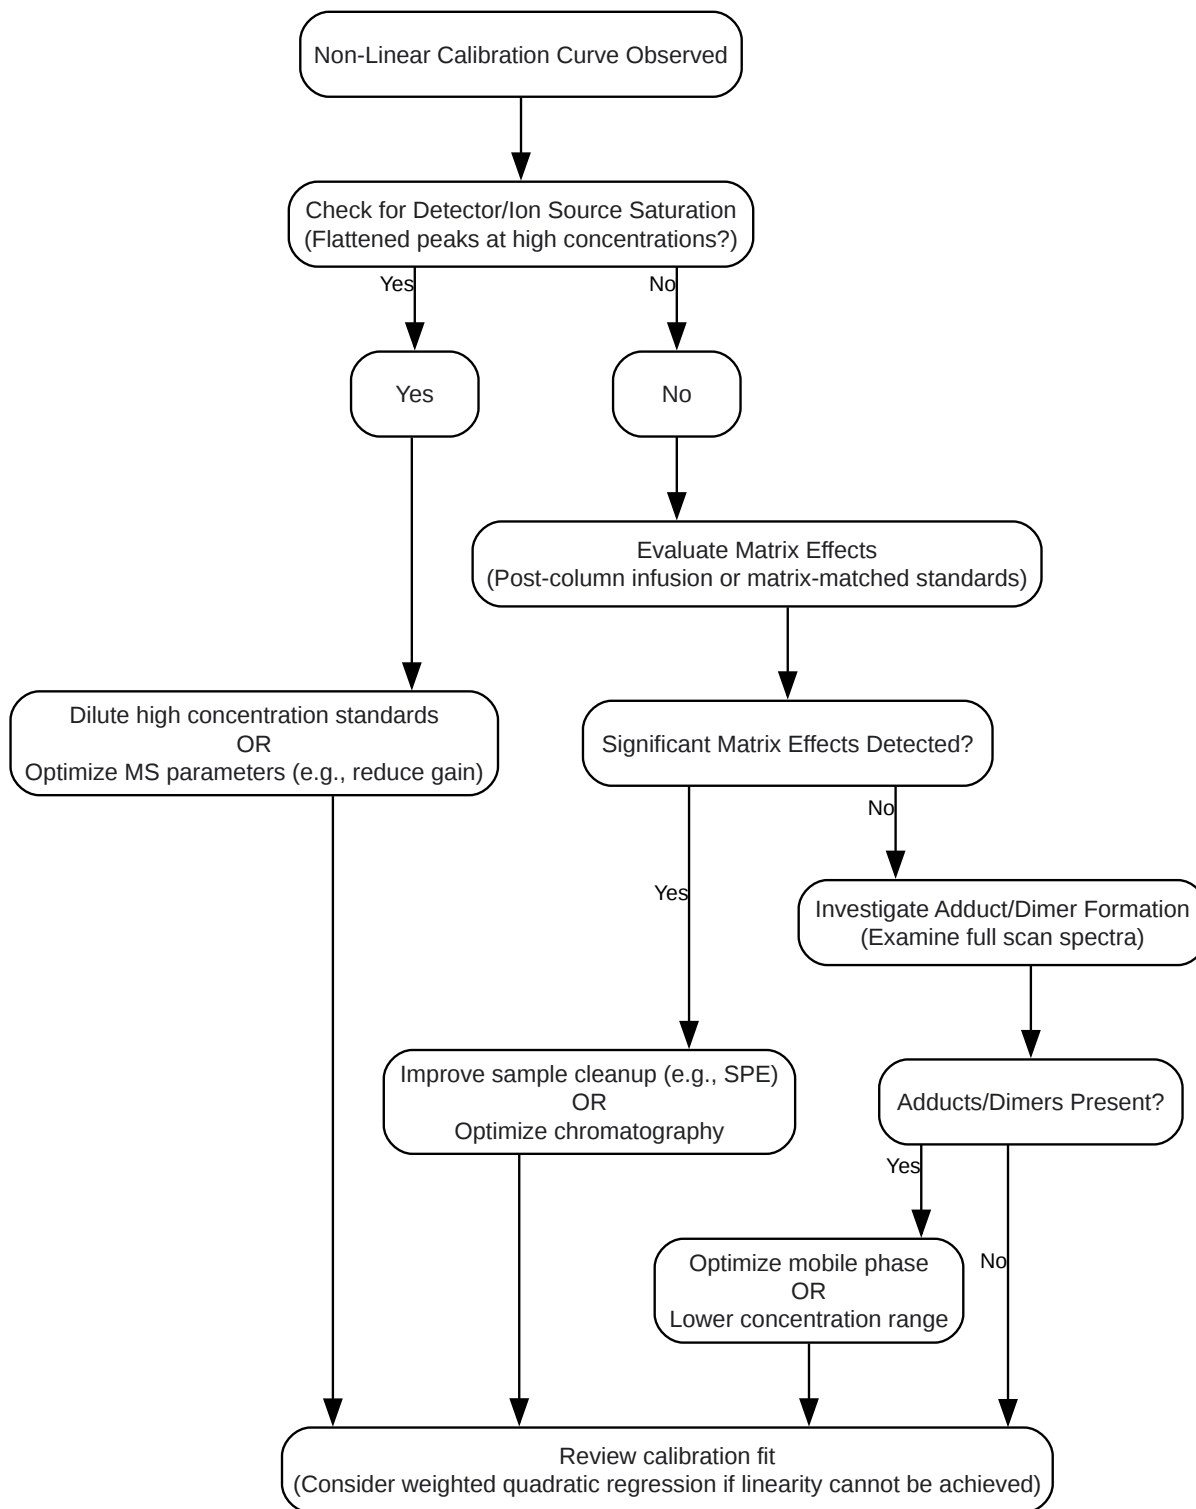 Non-Linear Calibration Curve Observed
Check for Detector/Ion Source Saturation
(Flattened peaks at high concentrations?)
Yes
No
Yes
No
Evaluate Matrix Effects
(Post-column infusion or matrix-matched standards)
Dilute high concentration standards
OR
Optimize MS parameters (e.g., reduce gain)
Significant Matrix Effects Detected?
No
Yes
Investigate Adduct/Dimer Formation
(Examine full scan spectra)
Improve sample cleanup (e.g., SPE)
OR
Optimize chromatography
Adducts/Dimers Present?
Yes
No
Optimize mobile phase
OR
Lower concentration range
Review calibration fit
(Consider weighted quadratic regression if linearity cannot be achieved)